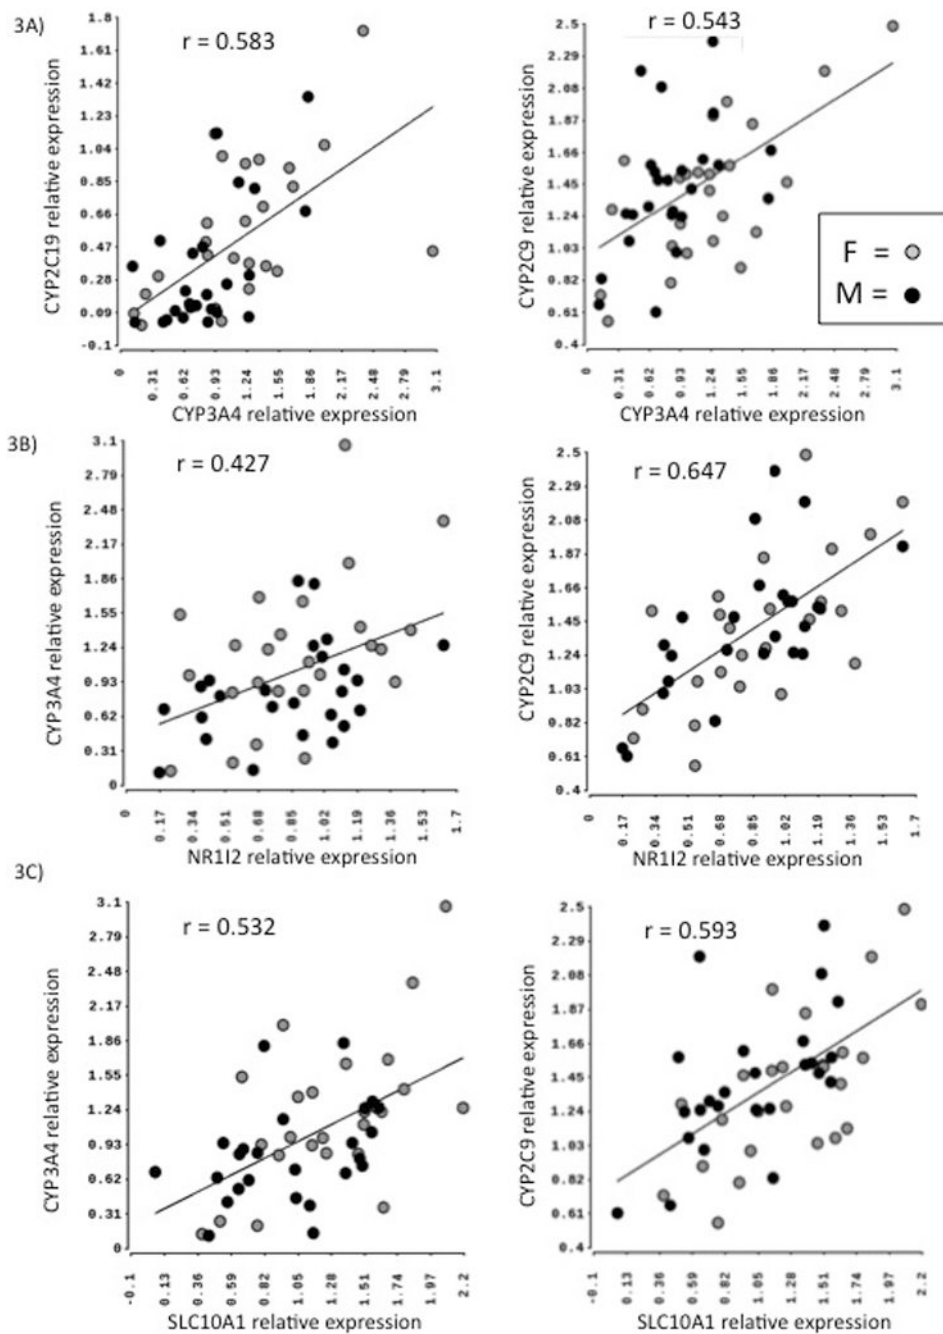 3A)
r = 0.583
CYP2C19 relative expression
1.8
1.61
1.42
1.23
1.04
0.85
0.66
0.47
0.28
0.09
-0.1
0 0.31 0.62 0.93 1.24 1.55 1.86 2.17 2.48 2.79 3.1
CYP3A4 relative expression
r = 0.543
CYP2C9 relative expression
2.5
2.29
2.08
1.87
1.66
1.45
1.24
1.03
0.82
0.61
0.4
0 0.31 0.62 0.93 1.24 1.55 1.86 2.17 2.48 2.79 3.1
CYP3A4 relative expression
F =
M =
3B)
r = 0.427
CYP3A4 relative expression
3.1
2.79
2.48
2.17
1.86
1.55
1.24
0.93
0.62
0.31
0
0 0.17 0.34 0.51 0.68 0.85 1.02 1.19 1.36 1.53 1.7
NR1I2 relative expression
r = 0.647
CYP2C9 relative expression
2.5
2.29
2.08
1.87
1.66
1.45
1.24
1.03
0.82
0.61
0.4
0 0.17 0.34 0.51 0.68 0.85 1.02 1.19 1.36 1.53 1.7
NR1I2 relative expression
3C)
r = 0.532
CYP3A4 relative expression
3.1
2.79
2.48
2.17
1.86
1.55
1.24
0.93
0.62
0.31
0
-0.1 0.13 0.36 0.59 0.82 1.05 1.28 1.51 1.74 1.97 2.2
SLC10A1 relative expression
r = 0.593
CYP2C9 relative expression
2.5
2.29
2.08
1.87
1.66
1.45
1.24
1.03
0.82
0.61
0.4
-0.1 0.13 0.36 0.59 0.82 1.05 1.28 1.51 1.74 1.97 2.2
SLC10A1 relative expression